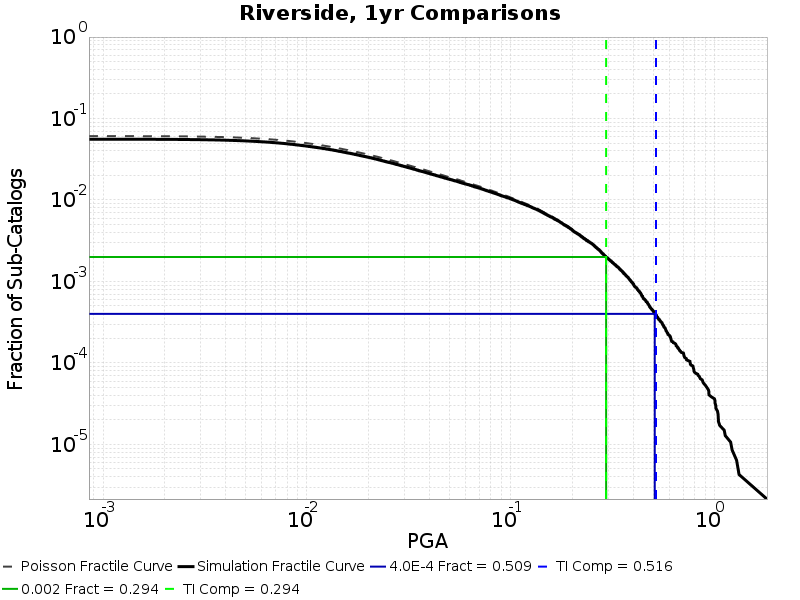 Riverside, 1yr Comparisons
10^0
10^-1
10^-2
10^-3
10^-4
10^-5
Fraction of Sub-Catalogs
10^-3 10^-2 10^-1 10^0
PGA
Poisson Fractile Curve Simulation Fractile Curve 4.0E-4 Fract = 0.509 TI Comp = 0.516
0.002 Fract = 0.294 TI Comp = 0.294